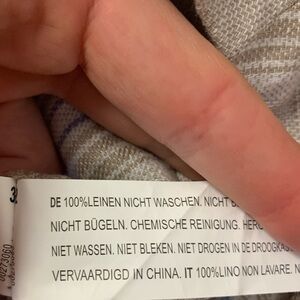 DE 100%LEINEN NICHT WASCHEN. NICHT
NICHT BÜGELN. CHEMISCHE REINIGUNG.
NIET WASSEN. NIET BLEKEN. NIET DROGEN IN DE
VERVAARDIGD IN CHINA. IT 100%LINO NON LAVARE.